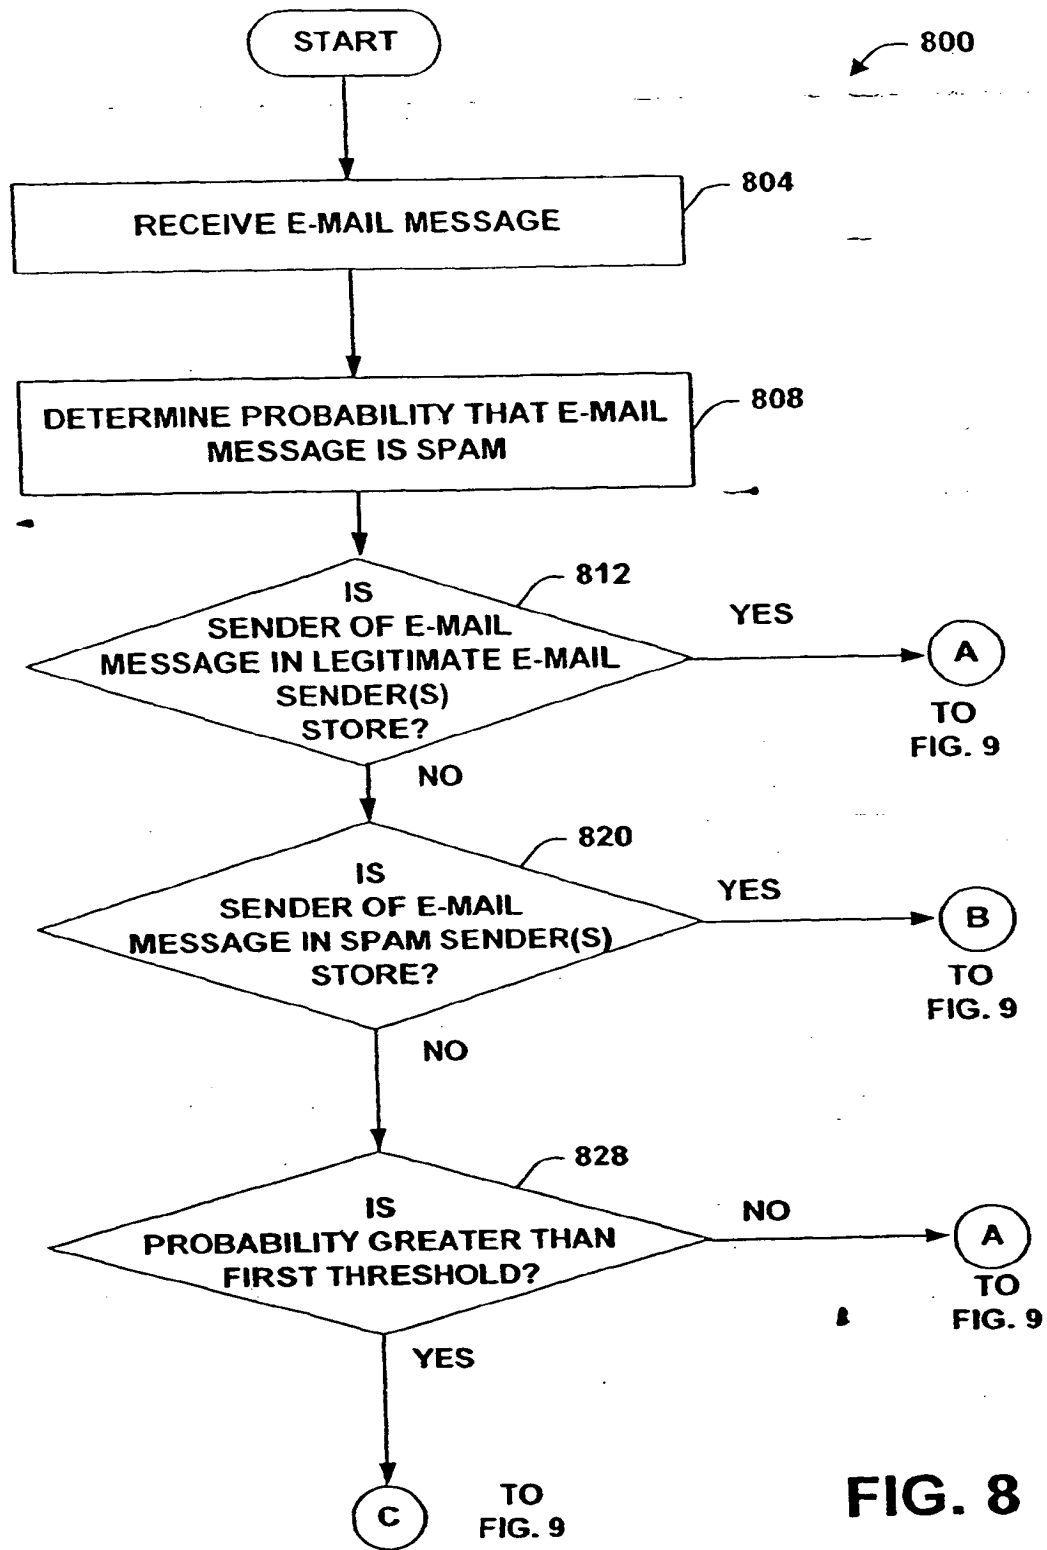 START
800
804
RECEIVE E-MAIL MESSAGE
808
DETERMINE PROBABILITY THAT E-MAIL
MESSAGE IS SPAM
812
IS
SENDER OF E-MAIL
MESSAGE IN LEGITIMATE E-MAIL
SENDER(S)
STORE?
YES
A
TO
FIG. 9
NO
820
IS
SENDER OF E-MAIL
MESSAGE IN SPAM SENDER(S)
STORE?
YES
B
TO
FIG. 9
NO
828
IS
PROBABILITY GREATER THAN
FIRST THRESHOLD?
NO
A
TO
FIG. 9
YES
C
TO
FIG. 9
FIG. 8